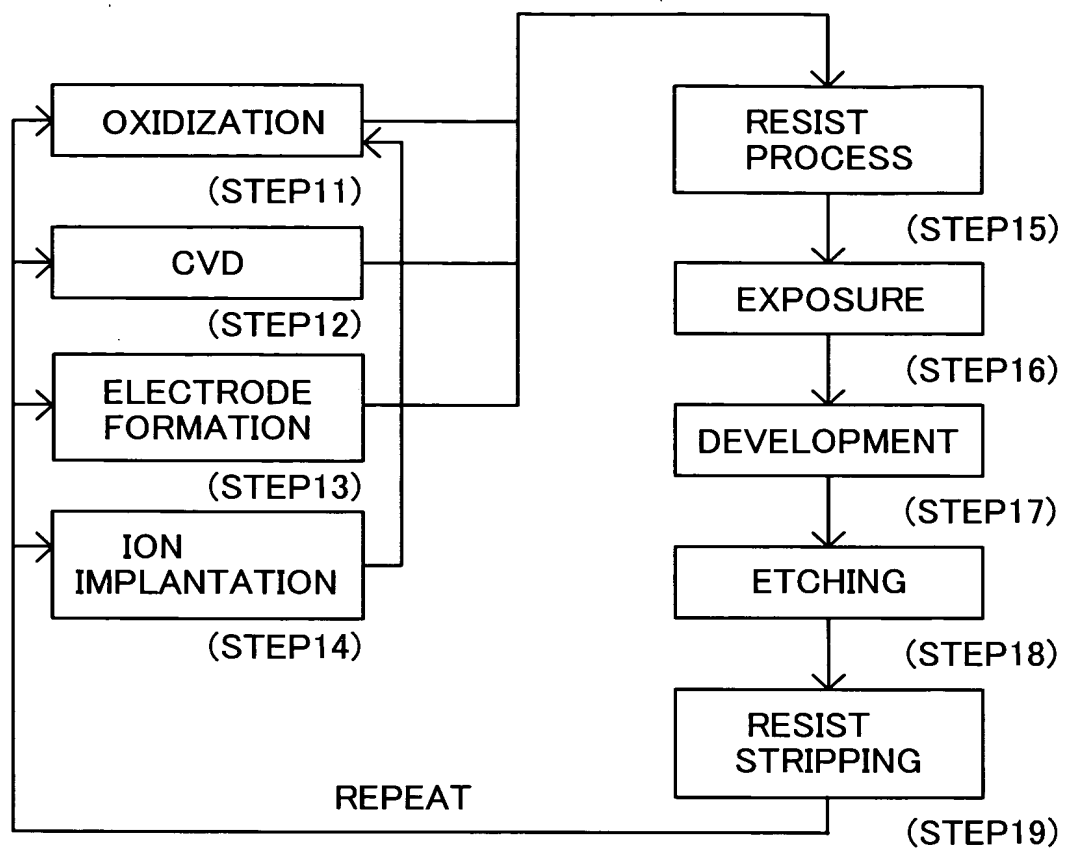 OXIDIZATION
(STEP11)
CVD
(STEP12)
ELECTRODE
FORMATION
(STEP13)
ION
IMPLANTATION
(STEP14)
RESIST
PROCESS
(STEP15)
EXPOSURE
(STEP16)
DEVELOPMENT
(STEP17)
ETCHING
(STEP18)
RESIST
STRIPPING
(STEP19)
REPEAT